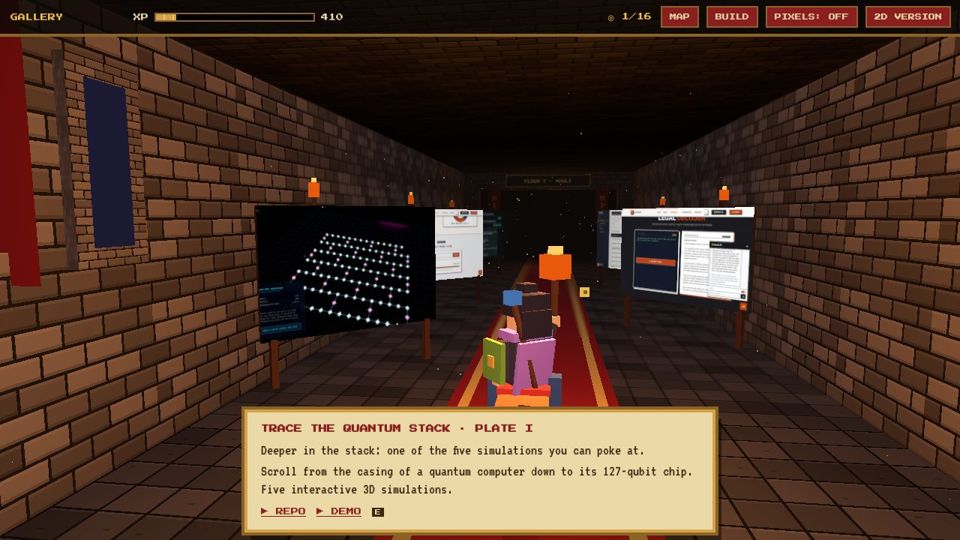 GALLERY
XP 410
1/16
MAP
BUILD
PIXELS: OFF
2D VERSION
TRACE THE QUANTUM STACK · PLATE I
Deeper in the stack: one of the five simulations you can poke at.
Scroll from the casing of a quantum computer down to its 127-qubit chip.
Five interactive 3D simulations.
▶ REPO ▶ DEMO E